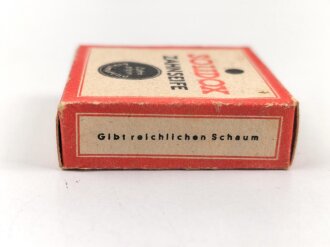 SOLIDOX
ZAHNSEIFE
Gibt reichlichen Schaum